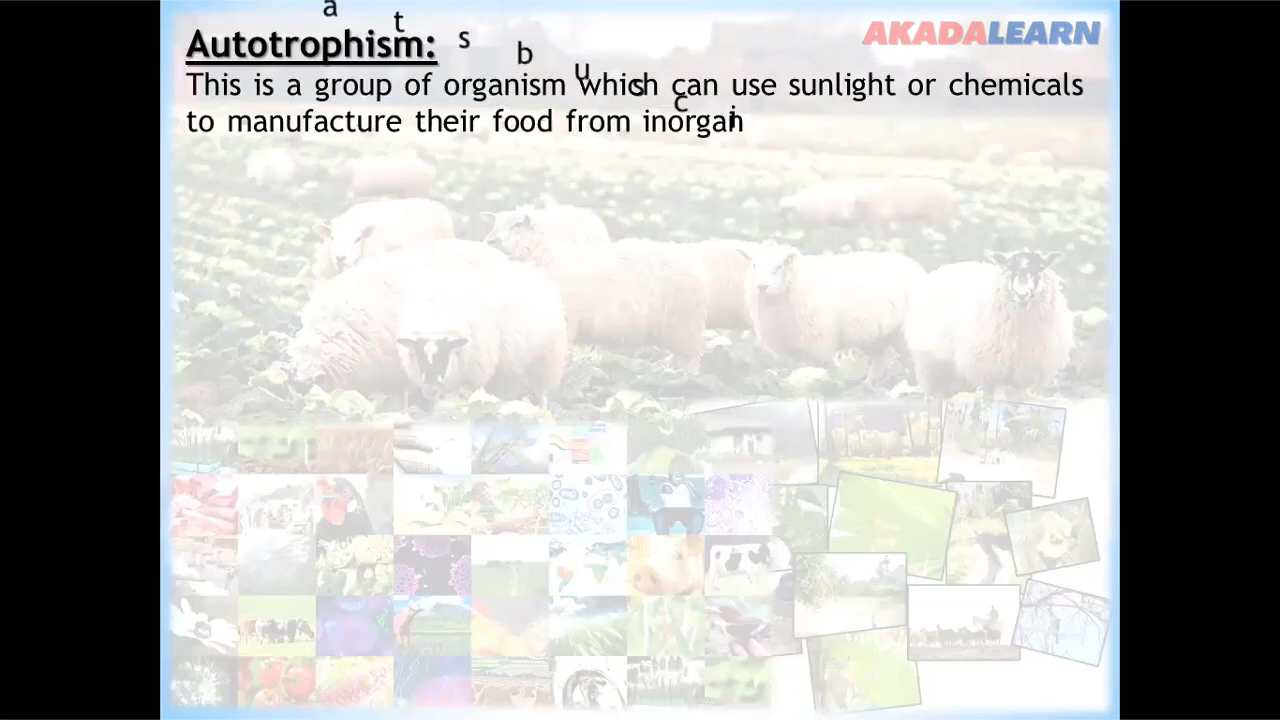 AKADALEARN
Autotrophism:
This is a group of organism which can use sunlight or chemicals
to manufacture their food from inorgan
i
c
s
u
b
s
t
a